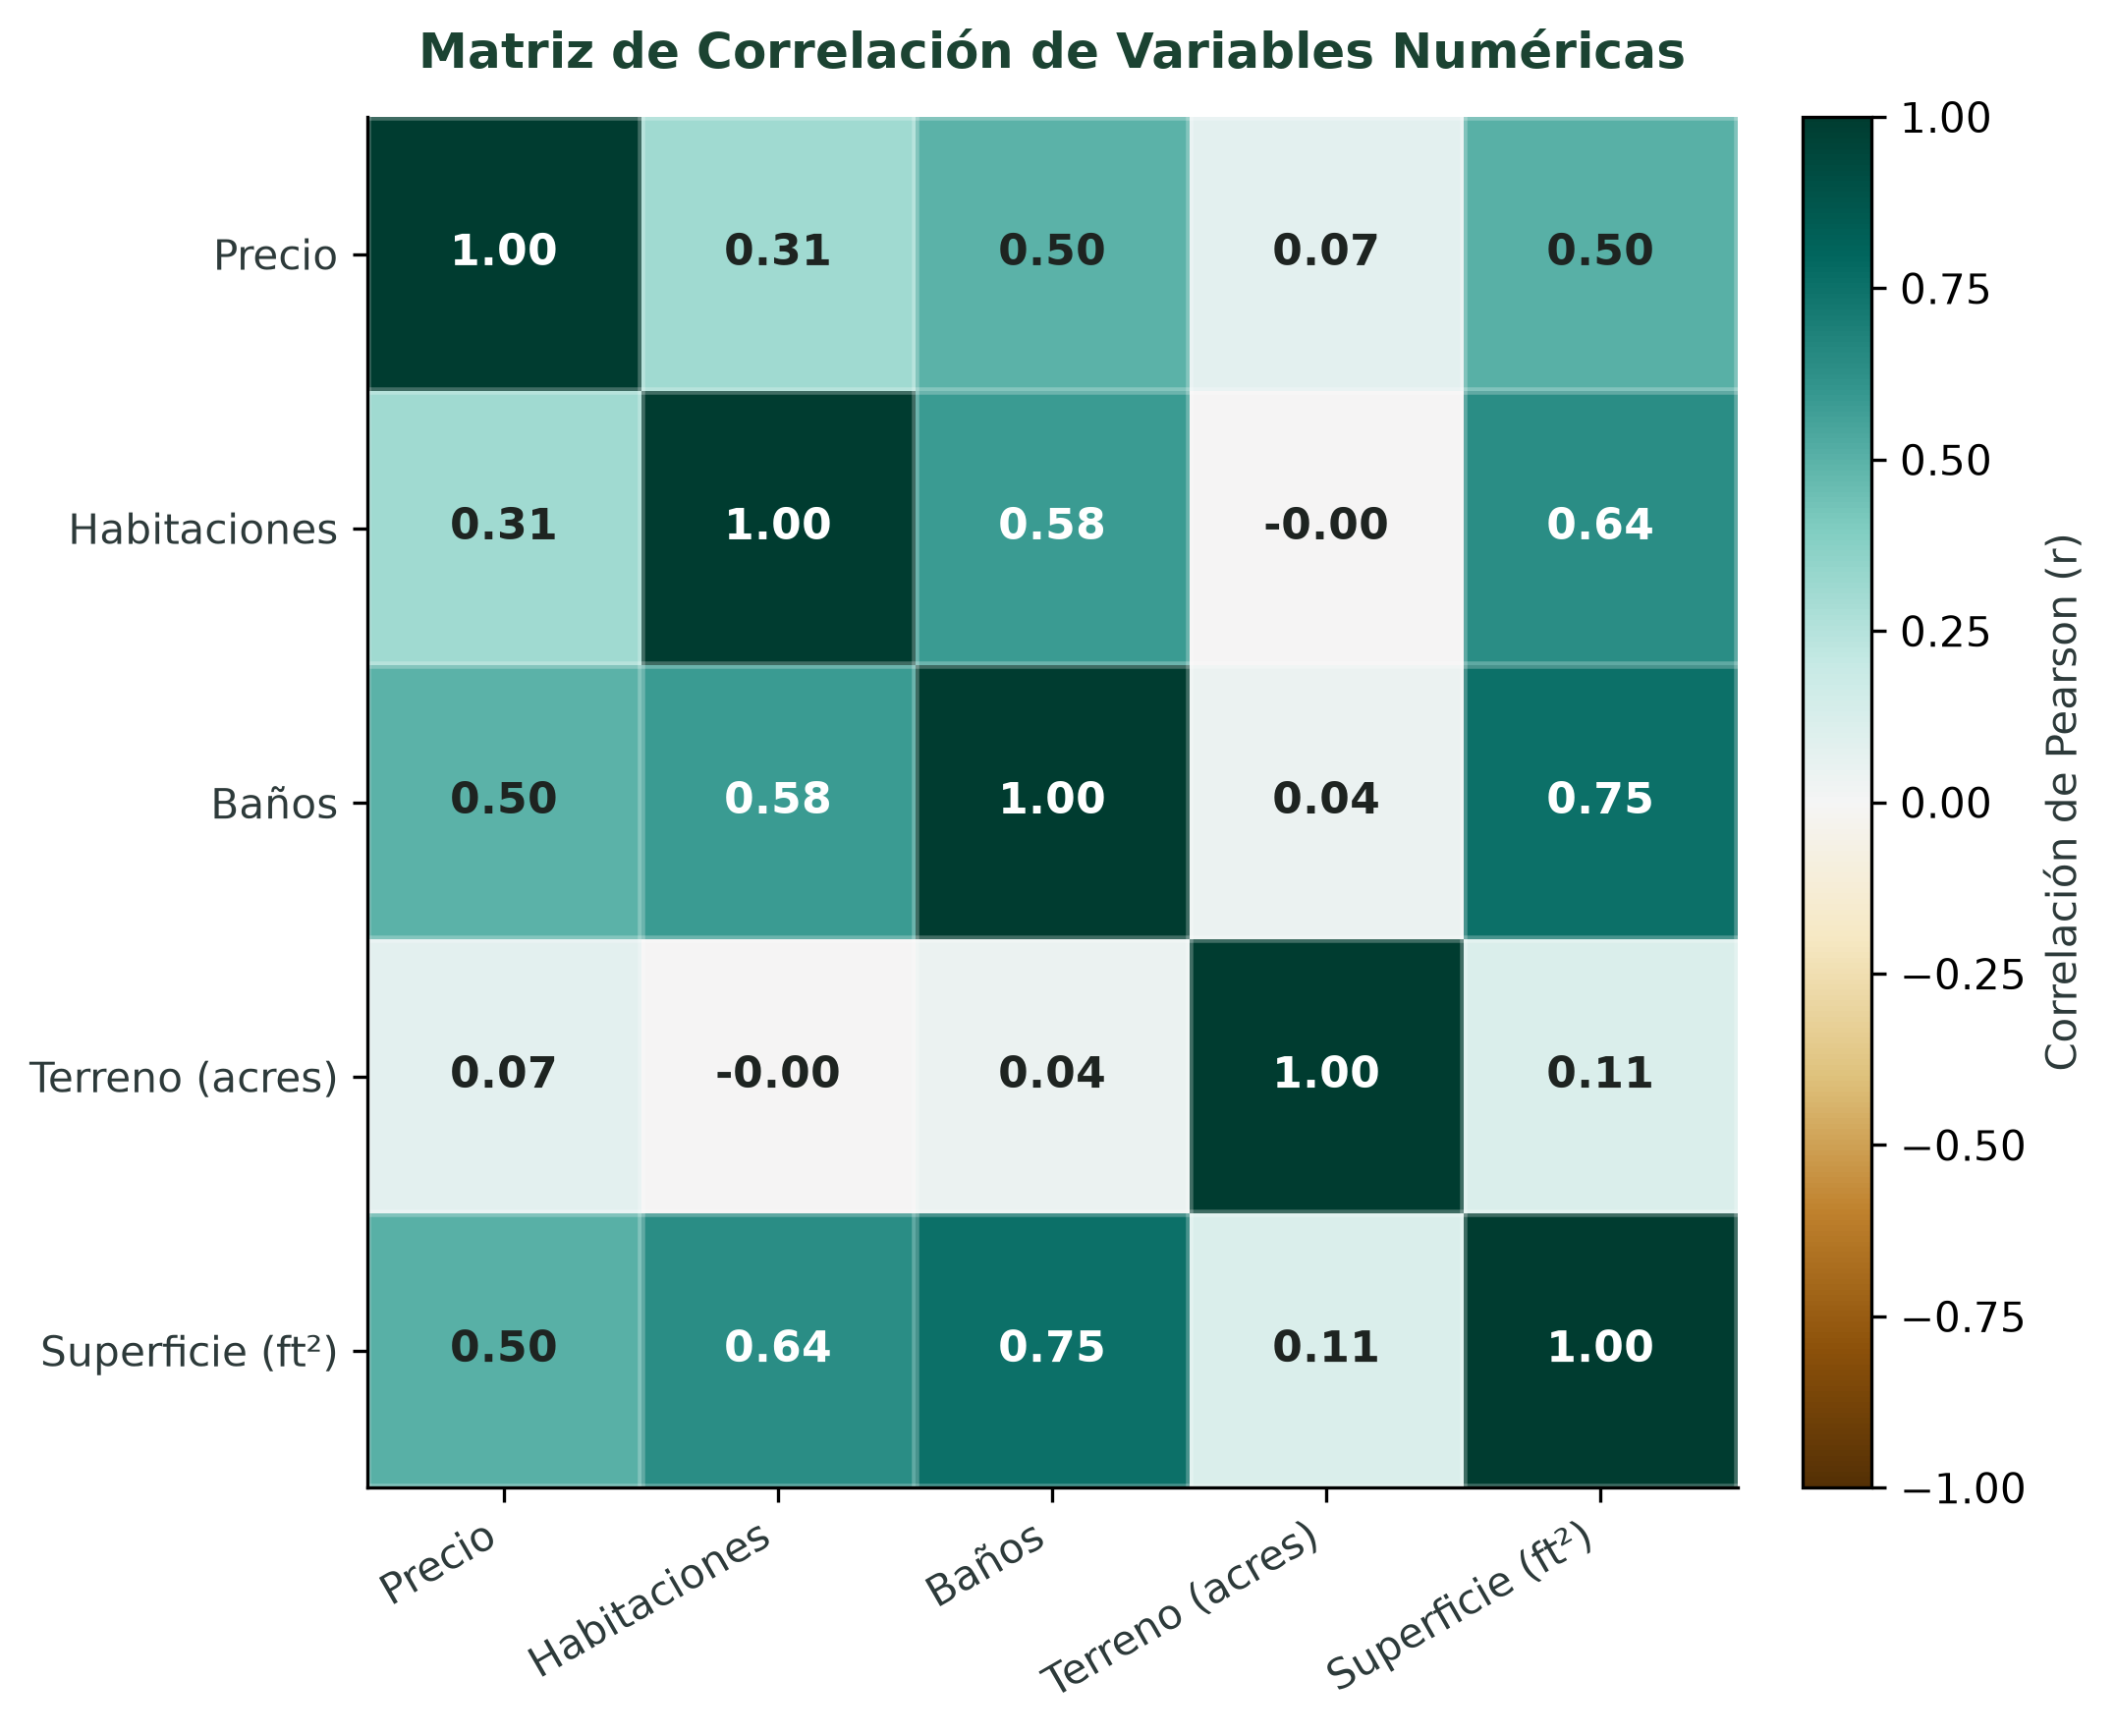 Matriz de Correlación de Variables Numéricas
Precio
1.00
0.31
0.50
0.07
0.50
Habitaciones
0.31
1.00
0.58
-0.00
0.64
Baños
0.50
0.58
1.00
0.04
0.75
Terreno (acres)
0.07
-0.00
0.04
1.00
0.11
Superficie (ft²)
0.50
0.64
0.75
0.11
1.00
Precio
Habitaciones
Baños
Terreno (acres)
Superficie (ft²)
1.00
0.75
0.50
0.25
0.00
−0.25
−0.50
−0.75
−1.00
Correlación de Pearson (r)